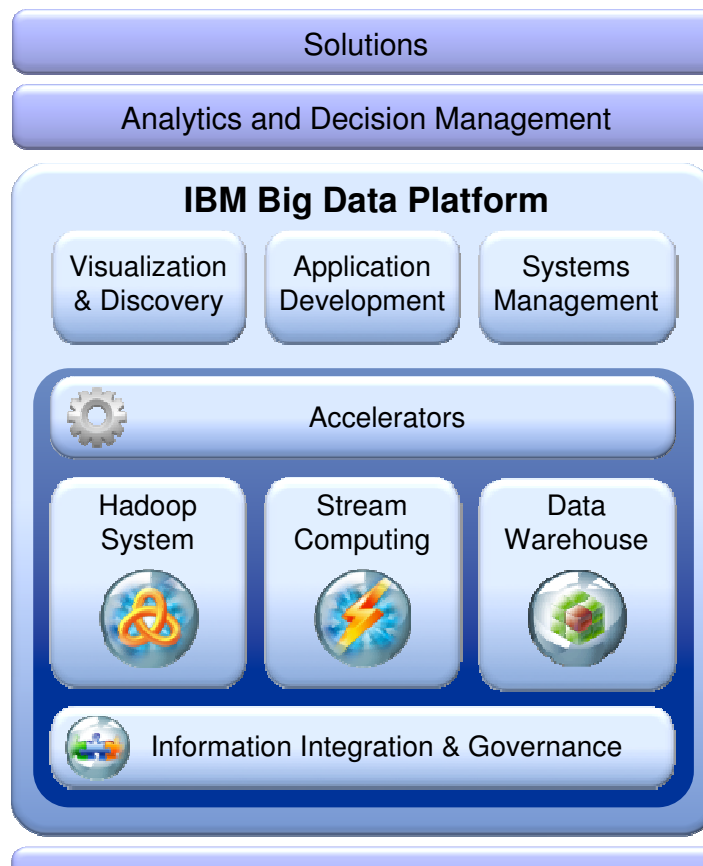 Solutions
Analytics and Decision Management
IBM Big Data Platform
Visualization
& Discovery
Application
Development
Systems
Management
Accelerators
Hadoop
System
Stream
Computing
Data
Warehouse
Information Integration & Governance